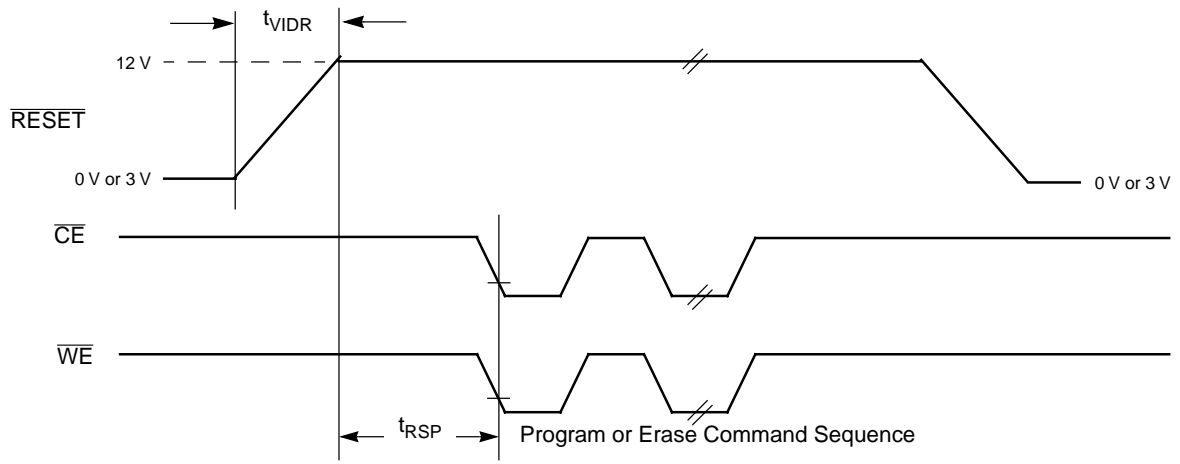 tVIDR
12 V
RESET
0 V or 3 V
0 V or 3 V
CE
WE
tRSP
Program or Erase Command Sequence